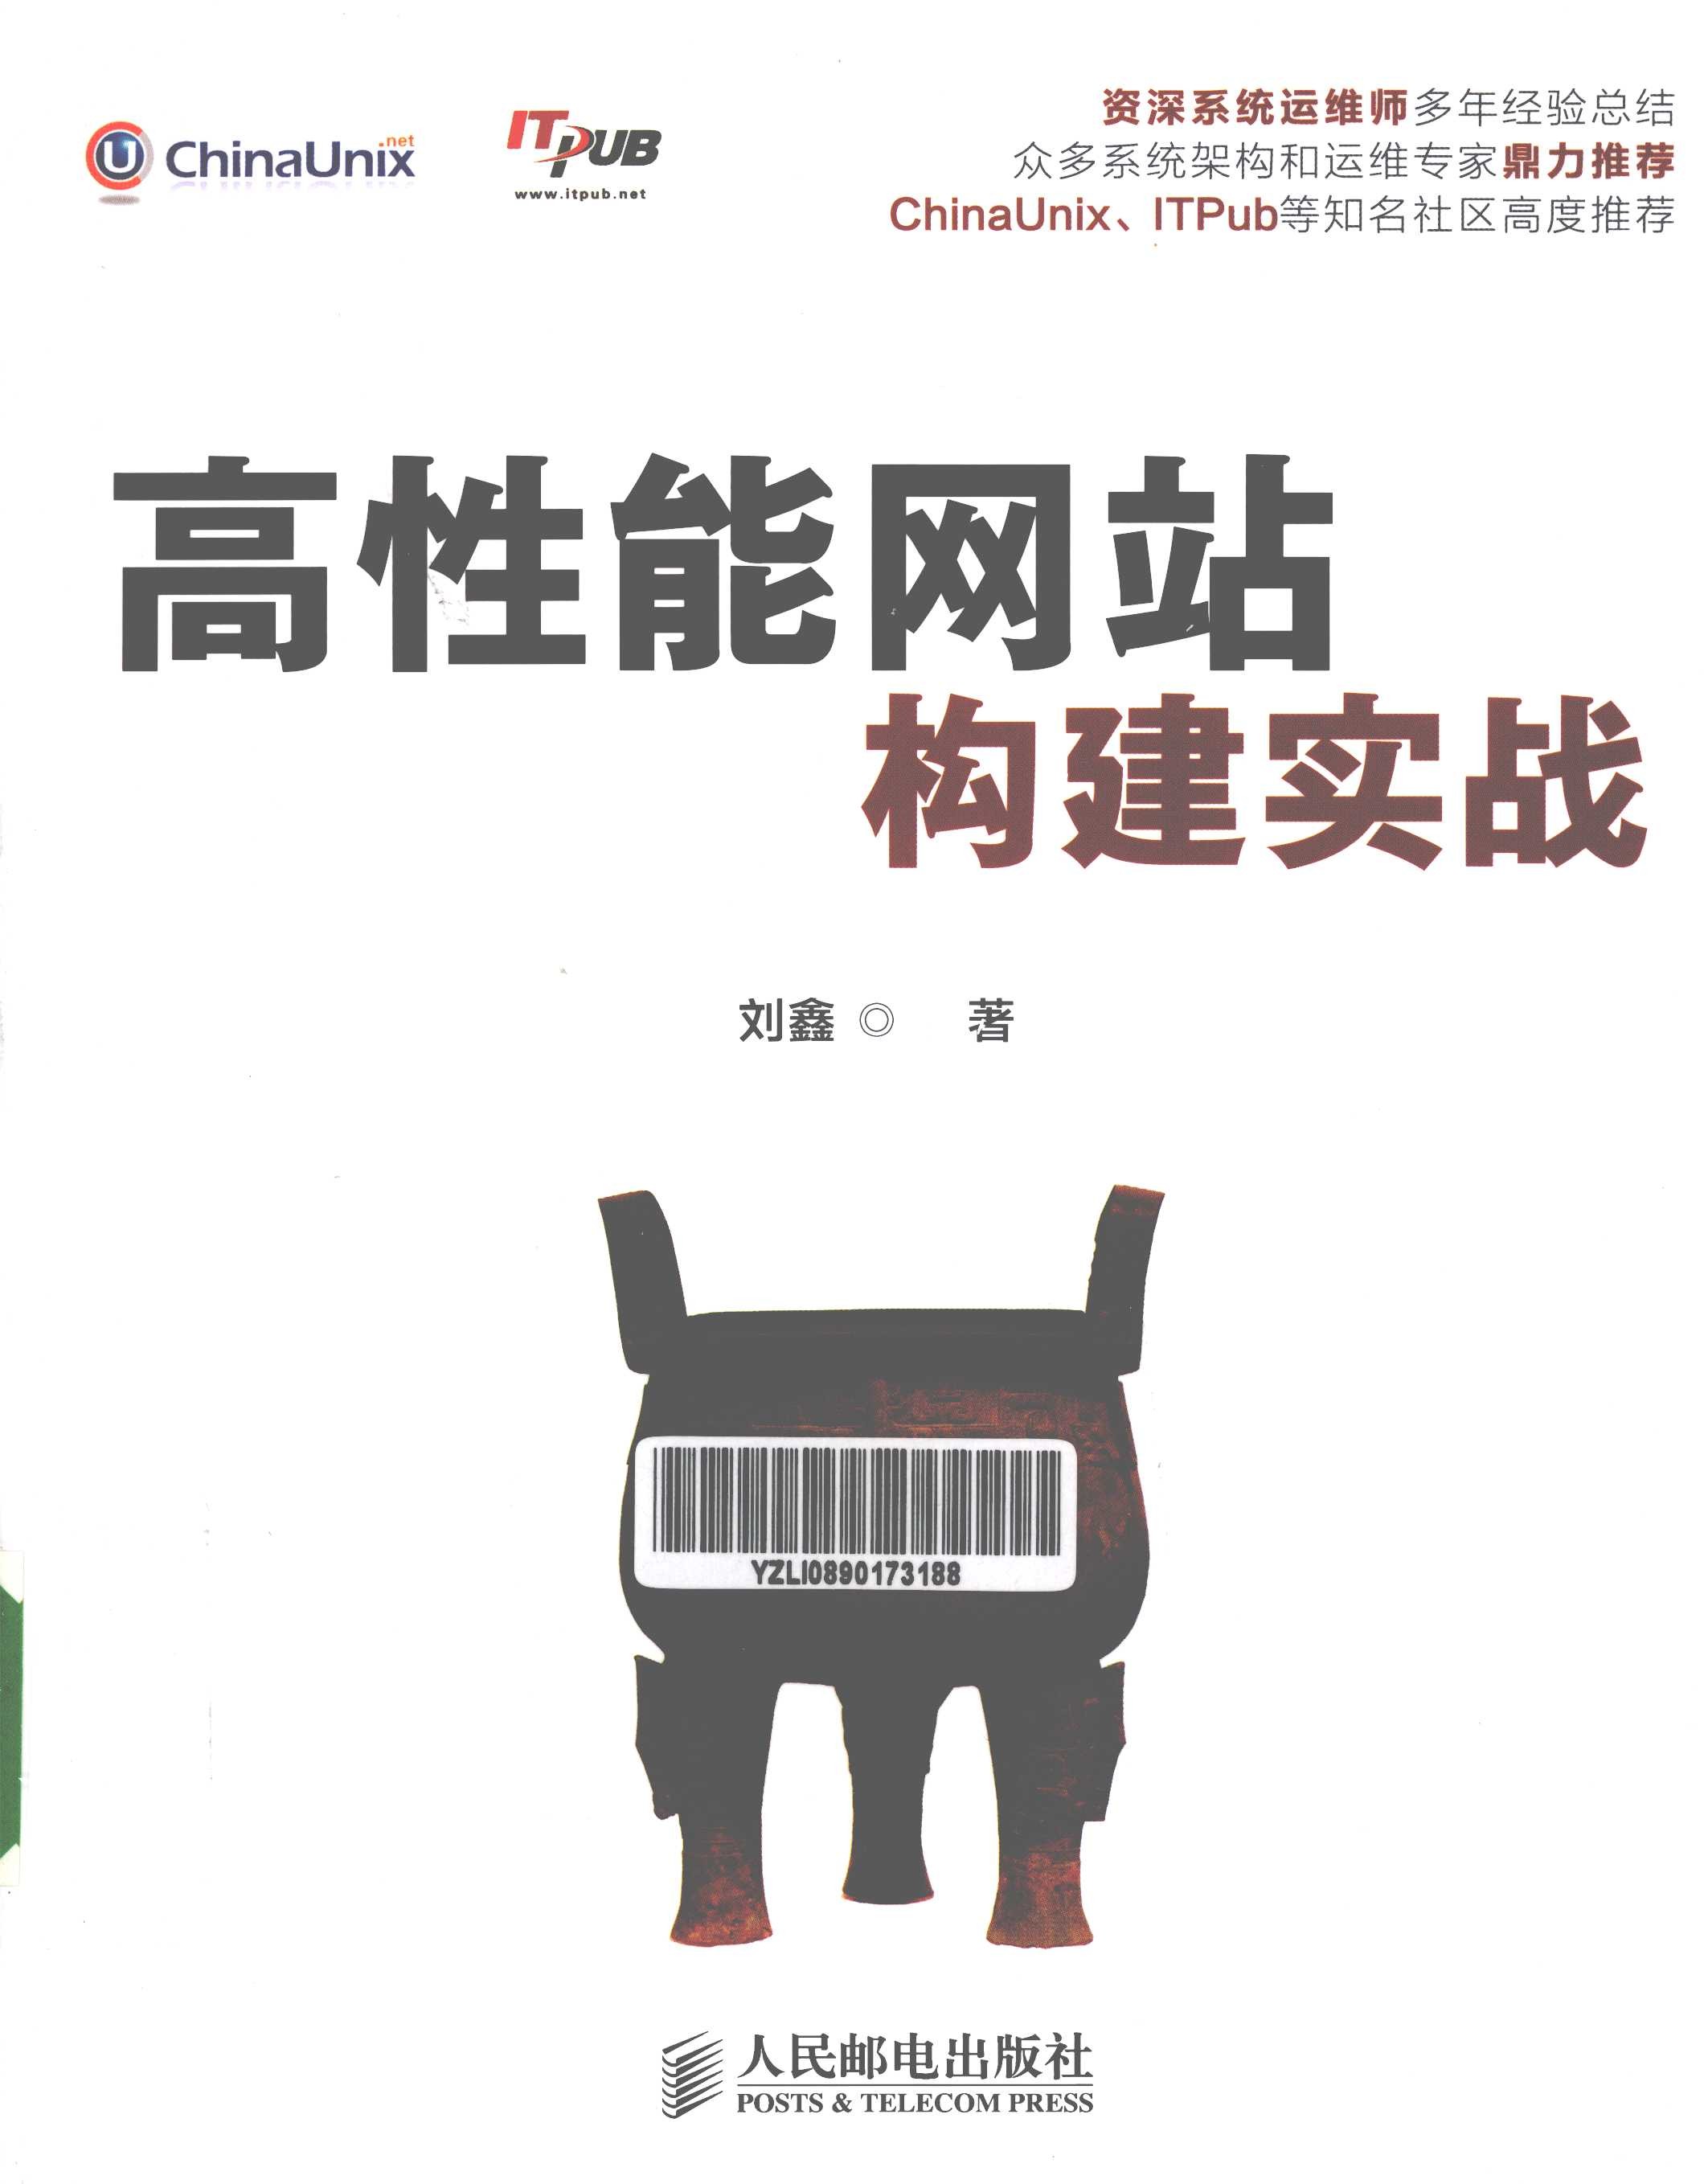 ChinaUnix.net
ITPUB
www.itpub.net
资深系统运维师多年经验总结
众多系统架构和运维专家鼎力推荐
ChinaUnix、ITPub等知名社区高度推荐
高性能网站
构建实战
刘鑫◎ 著
YZLI0890173188
人民邮电出版社
POSTS & TELECOM PRESS